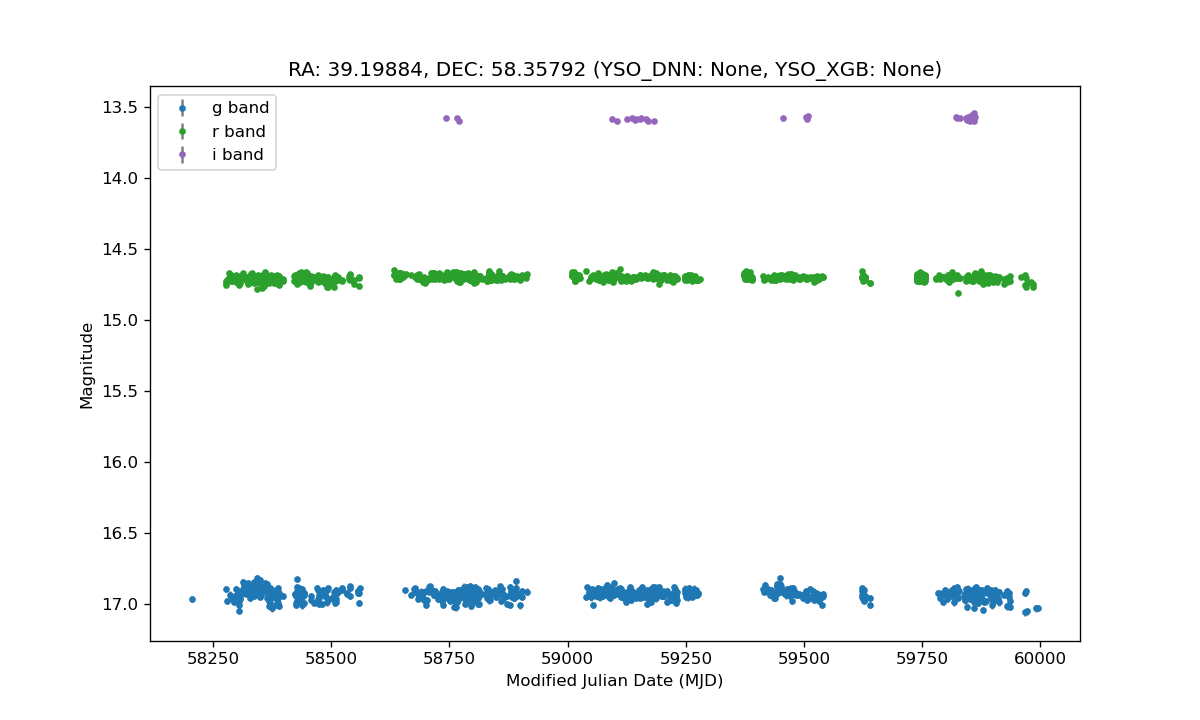 RA: 39.19884, DEC: 58.35792 (YSO_DNN: None, YSO_XGB: None)
g band
r band
i band
13.5
14.0
14.5
15.0
15.5
16.0
16.5
17.0
Magnitude
58250 58500 58750 59000 59250 59500 59750 60000
Modified Julian Date (MJD)